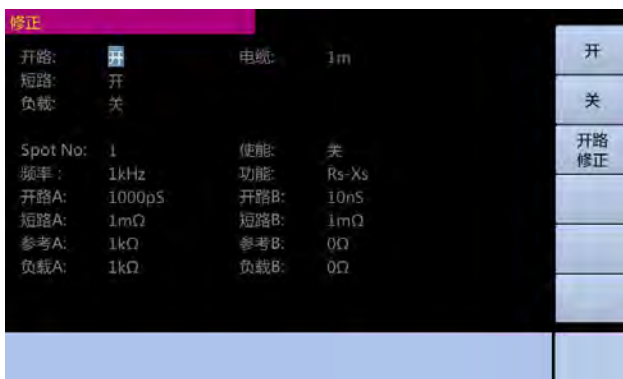 修正
开路: 开 电缆: 1m
短路: 开
负载: 关
Spot No: 1 使能: 关
频率 : 1kHz 功能: Rs-Xs
开路A: 1000pS 开路B: 10nS
短路A: 1mΩ 短路B: 1mΩ
参考A: 1kΩ 参考B: 0Ω
负载A: 1kΩ 负载B: 0Ω
开
关
开路
修正